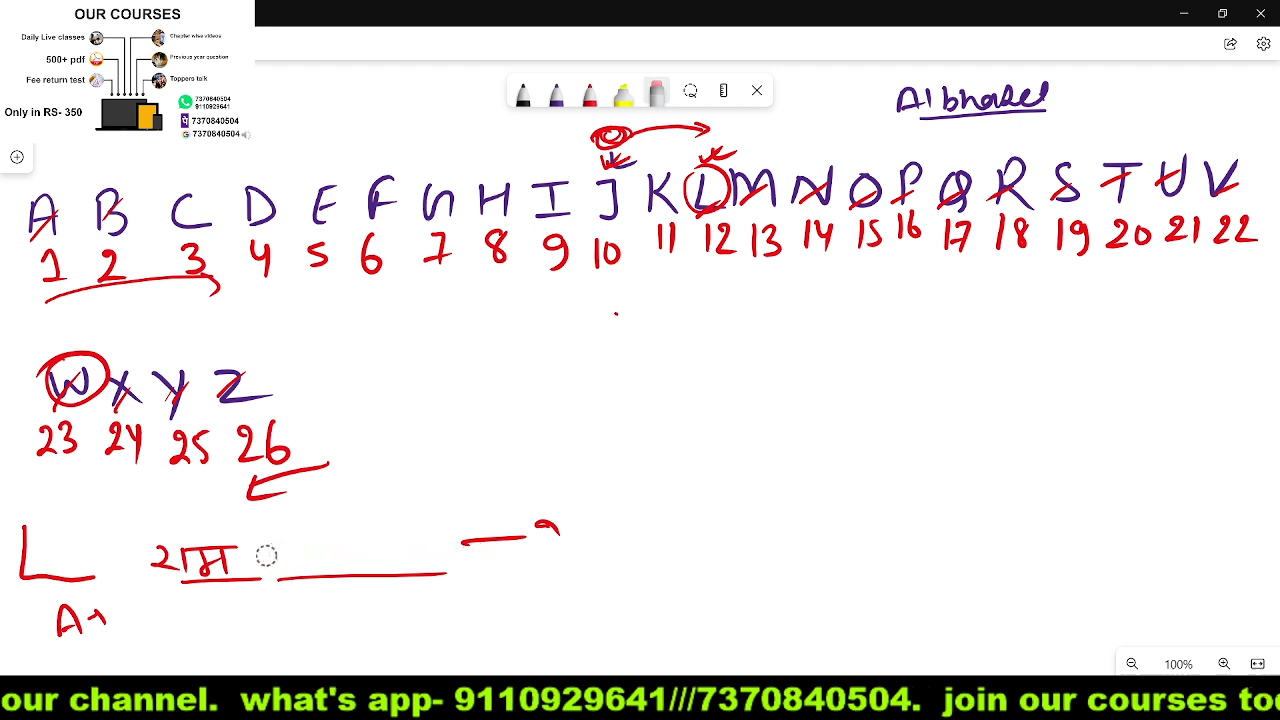 OUR COURSES
Daily Live classes
Chapter wise videos
500+ pdf
Previous year question
Fee return test
Toppers talk
Only in RS- 350
7370840504
9110929641
7370840504
7370840504
A B C D E F G H I J K L M N O P Q R S T U V
1 2 3 4 5 6 7 8 9 10 11 12 13 14 15 16 17 18 19 20 21 22
W X Y Z
23 24 25 26
A
100%
our channel. what's app- 9110929641///7370840504. join our courses to